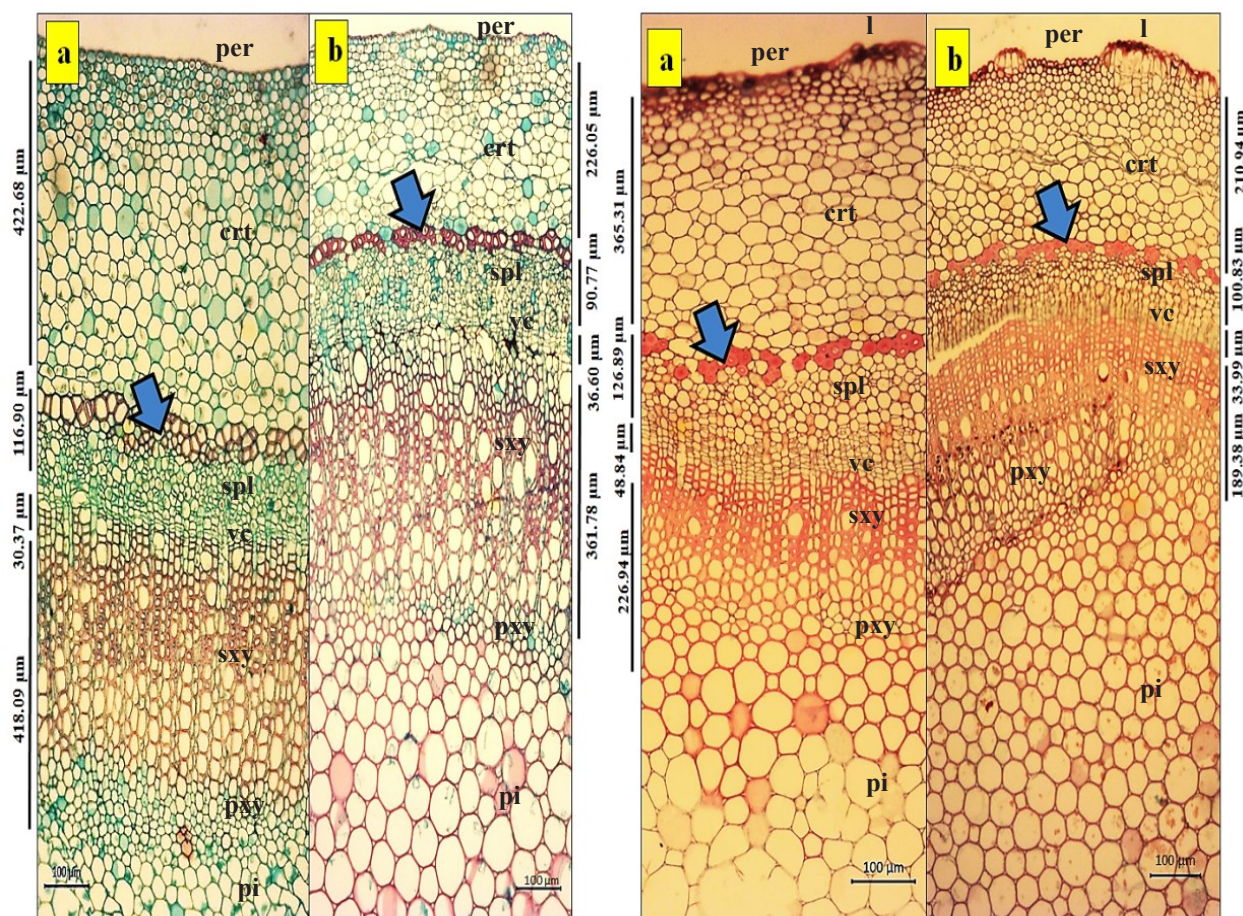 a
per
b
per
422.68 µm
crt
116.90 µm
spl
30.37 µm
vc
418.09 µm
sxy
pxy
100 µm
pi
226.05 µm
crt
90.77 µm
spl
vc
36.60 µm
sxy
361.78 µm
pxy
pi
100 µm
a
per
l
b
per
l
365.31 µm
crt
126.89 µm
spl
48.84 µm
vc
226.94 µm
sxy
pxy
pi
100 µm
210.94 µm
crt
100.83 µm
spl
vc
33.99 µm
sxy
189.38 µm
pxy
pi
100 µm